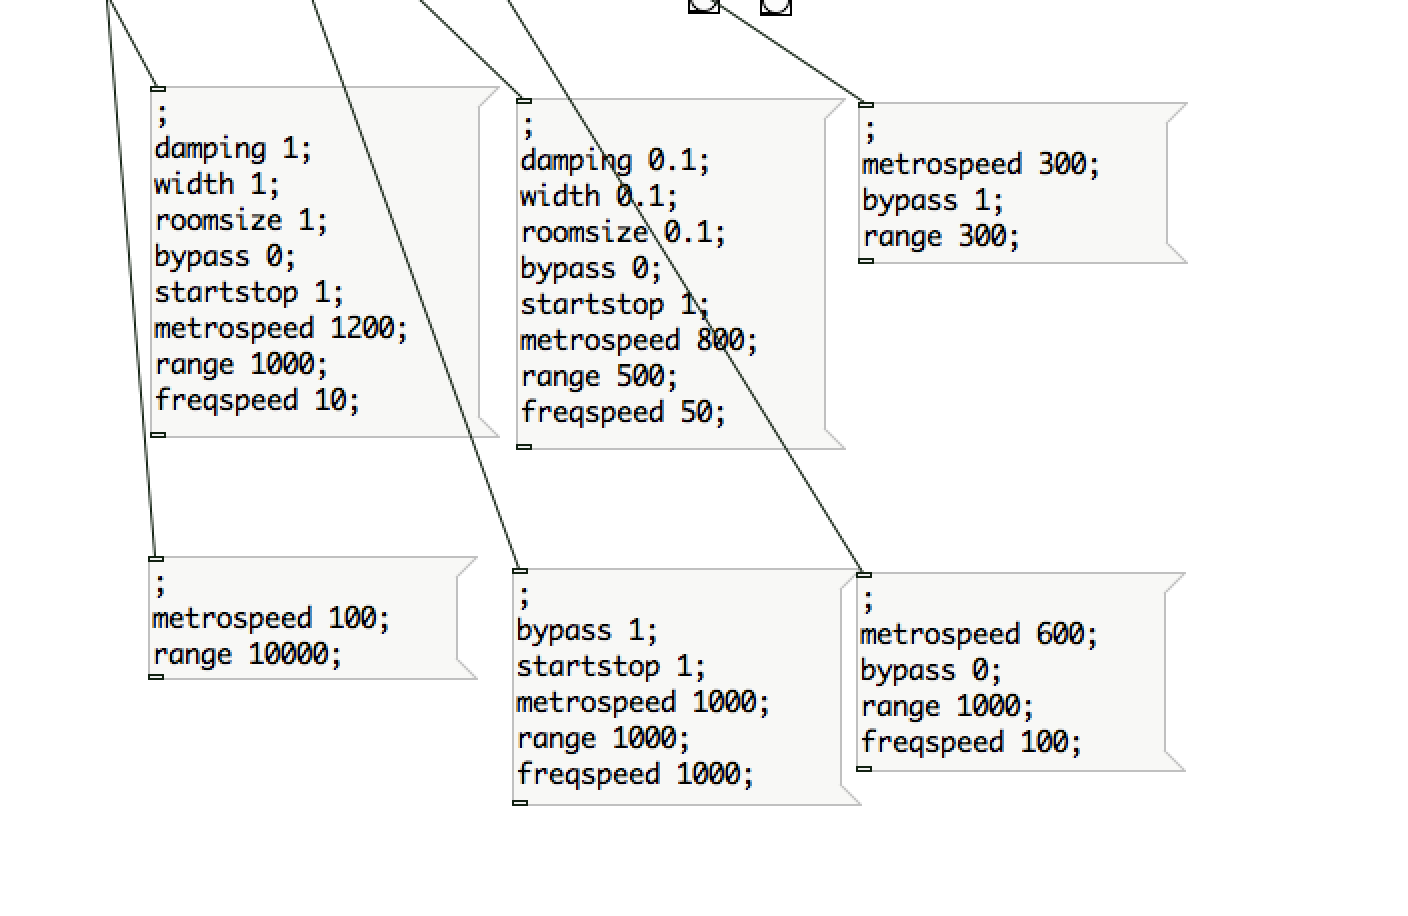 ;
damping 1;
width 1;
roomsize 1;
bypass 0;
startstop 1;
metrospeed 1200;
range 1000;
freqspeed 10;
;
damping 0.1;
width 0.1;
roomsize 0.1;
bypass 0;
startstop 1;
metrospeed 800;
range 500;
freqspeed 50;
;
metrospeed 300;
bypass 1;
range 300;
;
metrospeed 100;
range 10000;
;
bypass 1;
startstop 1;
metrospeed 1000;
range 1000;
freqspeed 1000;
;
metrospeed 600;
bypass 0;
range 1000;
freqspeed 100;